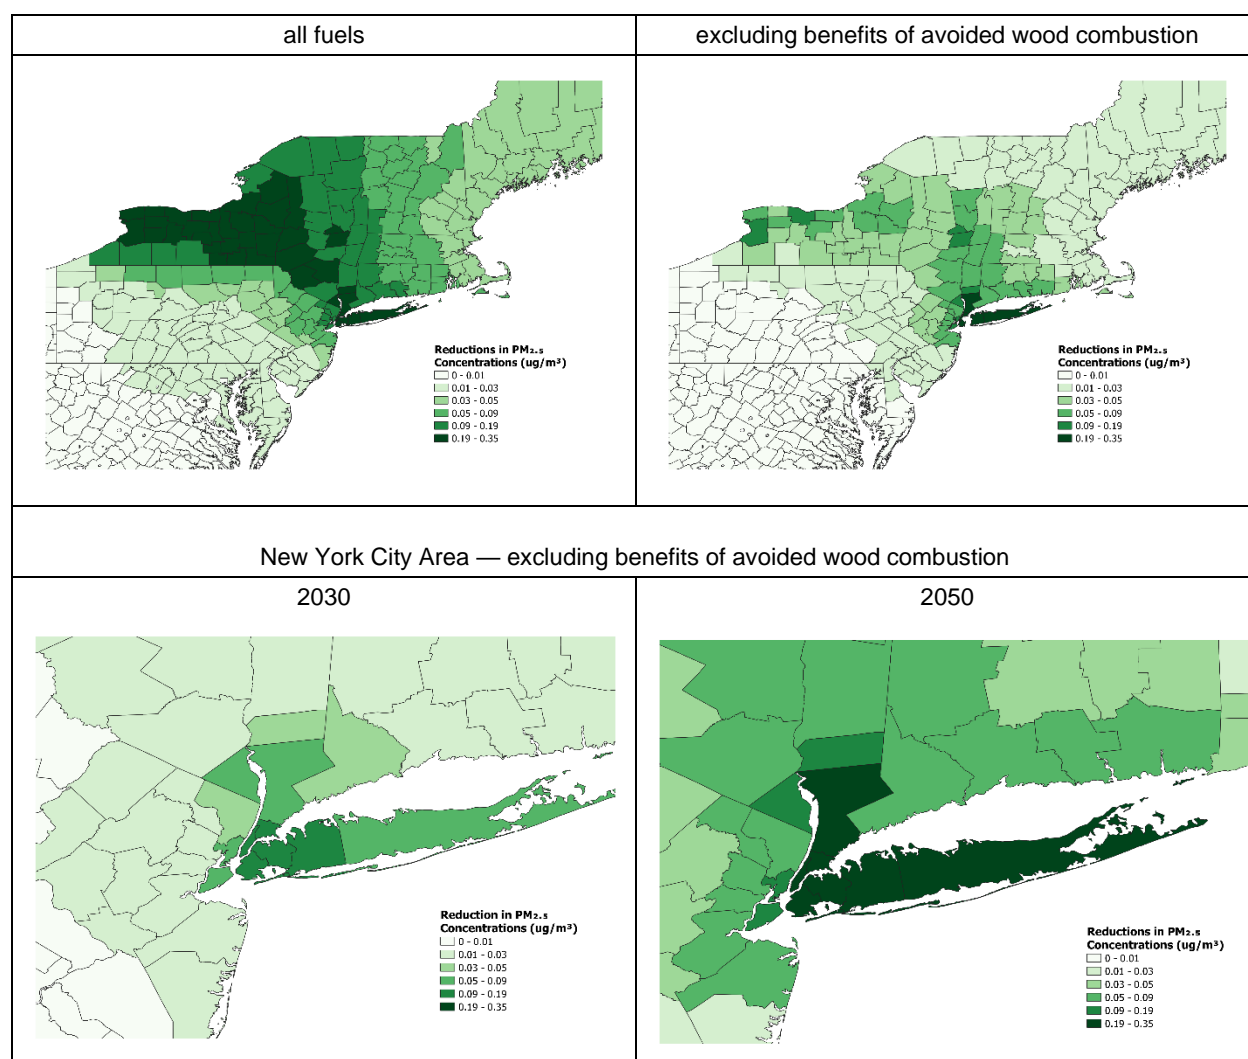 all fuels
excluding benefits of avoided wood combustion
Reductions in PM₂.₅
Concentrations (ug/m³)
0 - 0.01
0.01 - 0.03
0.03 - 0.05
0.05 - 0.09
0.09 - 0.19
0.19 - 0.35
Reductions in PM₂.₅
Concentrations (ug/m³)
0 - 0.01
0.01 - 0.03
0.03 - 0.05
0.05 - 0.09
0.09 - 0.19
0.19 - 0.35
New York City Area — excluding benefits of avoided wood combustion
2030
2050
Reduction in PM₂.₅
Concentrations (ug/m³)
0 - 0.01
0.01 - 0.03
0.03 - 0.05
0.05 - 0.09
0.09 - 0.19
0.19 - 0.35
Reductions in PM₂.₅
Concentrations (ug/m³)
0 - 0.01
0.01 - 0.03
0.03 - 0.05
0.05 - 0.09
0.09 - 0.19
0.19 - 0.35